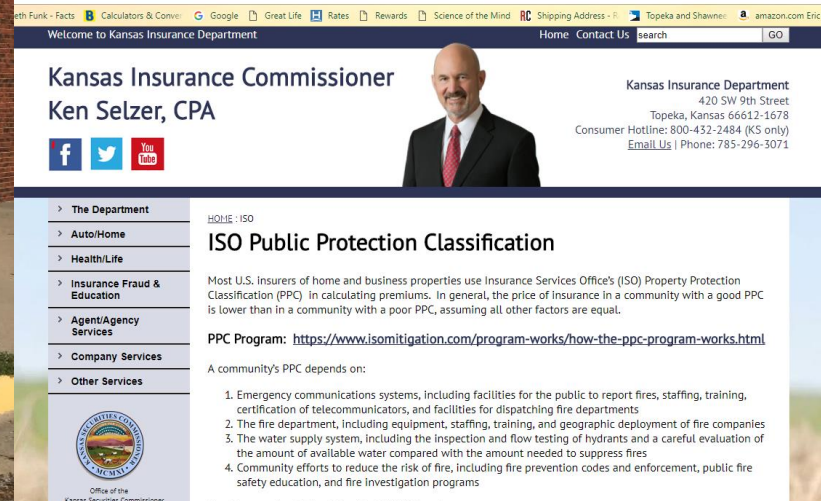 eth Funk - Facts Calculators & Conver Google Great Life Rates Rewards Science of the Mind RC Shipping Address - R Topeka and Shawnee amazon.com Eric
Welcome to Kansas Insurance Department Home Contact Us search GO
Kansas Insurance Commissioner
Ken Selzer, CPA
f You Tube
Kansas Insurance Department
420 SW 9th Street
Topeka, Kansas 66612-1678
Consumer Hotline: 800-432-2484 (KS only)
Email Us | Phone: 785-296-3071
> The Department
> Auto/Home
> Health/Life
> Insurance Fraud &
Education
> Agent/Agency
Services
> Company Services
> Other Services
KANSAS SECURITIES COMMISSIONER
MCMXI
Office of the
Kansas Securities Commissioner
HOME : ISO
ISO Public Protection Classification
Most U.S. insurers of home and business properties use Insurance Services Office's (ISO) Property Protection
Classification (PPC) in calculating premiums. In general, the price of insurance in a community with a good PPC
is lower than in a community with a poor PPC, assuming all other factors are equal.
PPC Program: https://www.isomitigation.com/program-works/how-the-ppc-program-works.html
A community's PPC depends on:
1. Emergency communications systems, including facilities for the public to report fires, staffing, training,
certification of telecommunicators, and facilities for dispatching fire departments
2. The fire department, including equipment, staffing, training, and geographic deployment of fire companies
3. The water supply system, including the inspection and flow testing of hydrants and a careful evaluation of
the amount of available water compared with the amount needed to suppress fires
4. Community efforts to reduce the risk of fire, including fire prevention codes and enforcement, public fire
safety education, and fire investigation programs